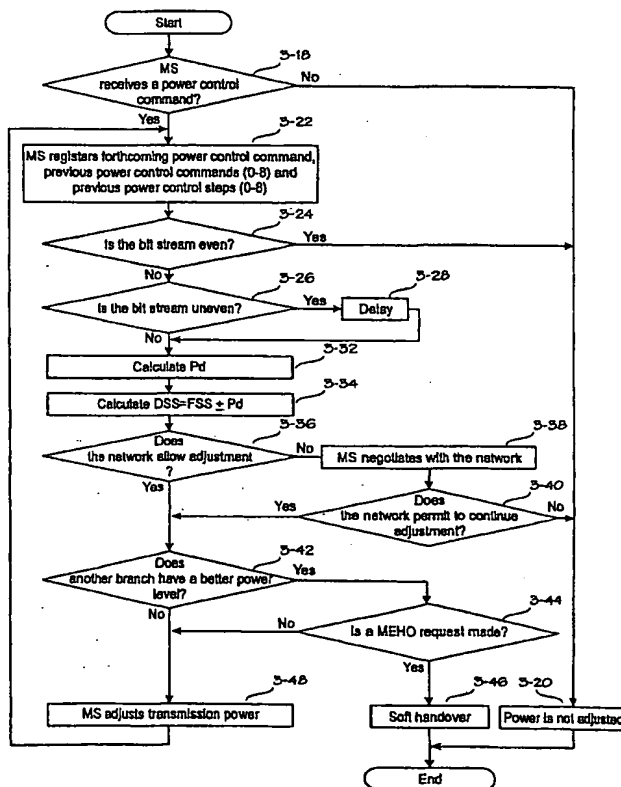 Start
3-18
MS
receives a power control
command?
No
Yes
3-22
MS registers forthcoming power control command,
previous power control commands (0-8) and
previous power control steps (0-8)
3-24
Is the bit stream even?
Yes
No
3-26
Is the bit stream uneven?
Yes
3-28
Delay
No
3-32
Calculate Pd
3-34
Calculate DSS=FSS ± Pd
3-36
Does
the network allow adjustment
?
No
3-38
MS negotiates with the network
Yes
3-40
Does
the network permit to continue
adjustment?
Yes
No
3-42
Does
another branch have a better power
level?
Yes
No
3-44
Is a MEHO request made?
No
Yes
3-48
MS adjusts transmission power
3-46
Soft handover
3-20
Power is not adjusted
End